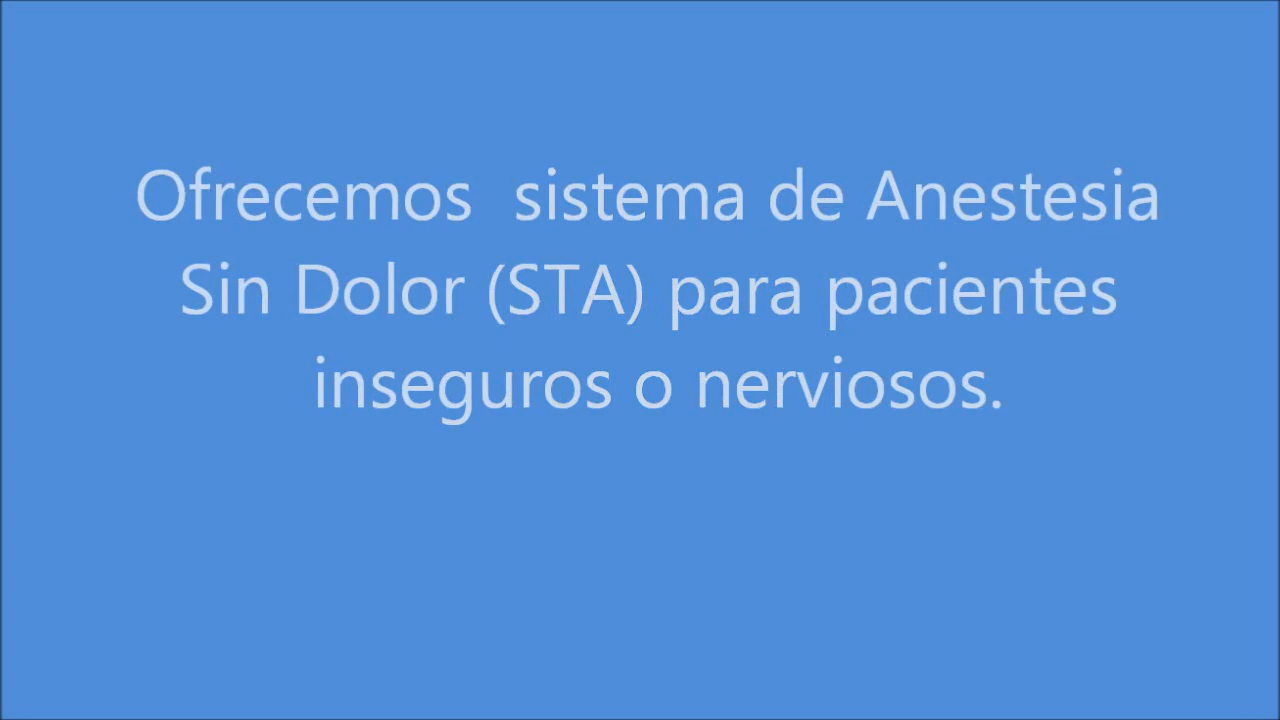 Ofrecemos  sistema de Anestesia
Sin Dolor (STA) para pacientes
inseguros o nerviosos.